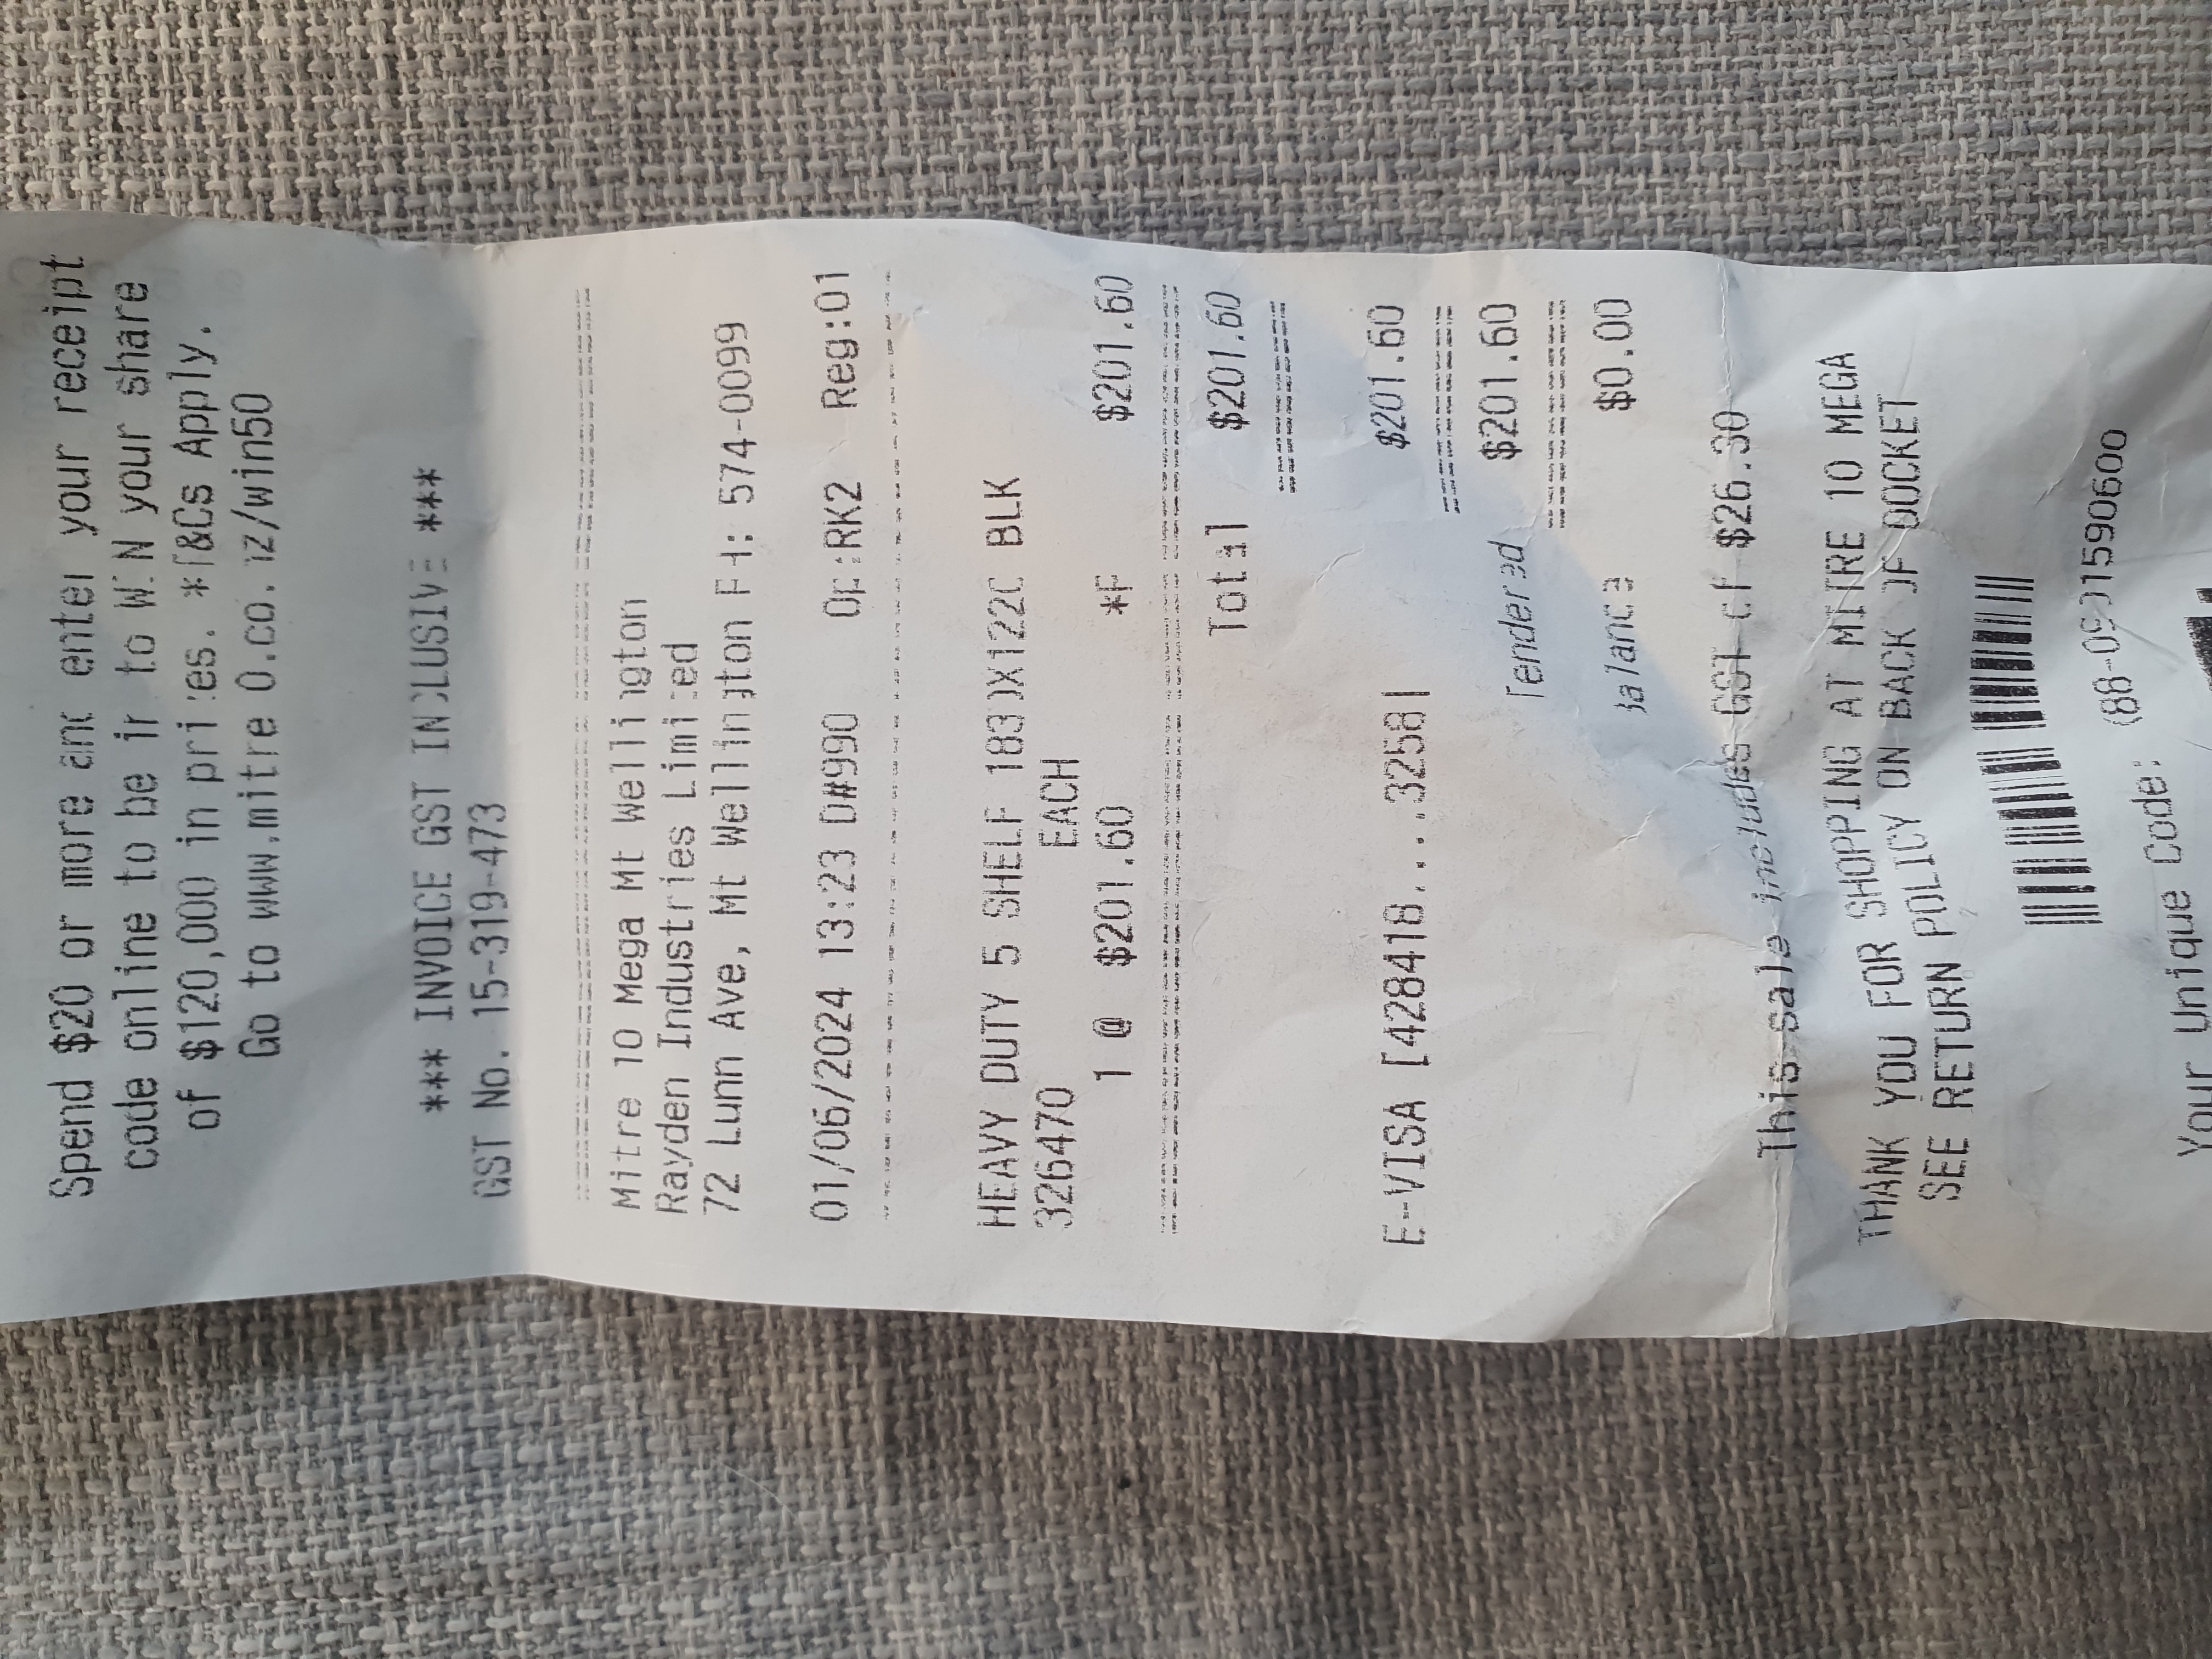 Spend $20 or more and enter your receipt
code online to be in to WIN your share
of $120,000 in prizes. *T&Cs Apply.
Go to www.mitre10.co.nz/win50
*** INVOICE GST INCLUSIVE ***
GST No. 15-319-473
Mitre 10 Mega Mt Wellington
Rayden Industries Limited
72 Lunn Ave, Mt Wellington PH: 574-0099
01/06/2024 13:23 D#990 Op:RK2 Reg:01
HEAVY DUTY 5 SHELF 1830X1220 BLK
326470 EACH
1 @ $201.60 $201.60
Total $201.60
E-VISA [428418....3258] $201.60
Tendered $201.60
Balance $0.00
This sale includes GST of $26.30
THANK YOU FOR SHOPPING AT MITRE 10 MEGA
SEE RETURN POLICY ON BACK OF DOCKET
Your Unique Code: